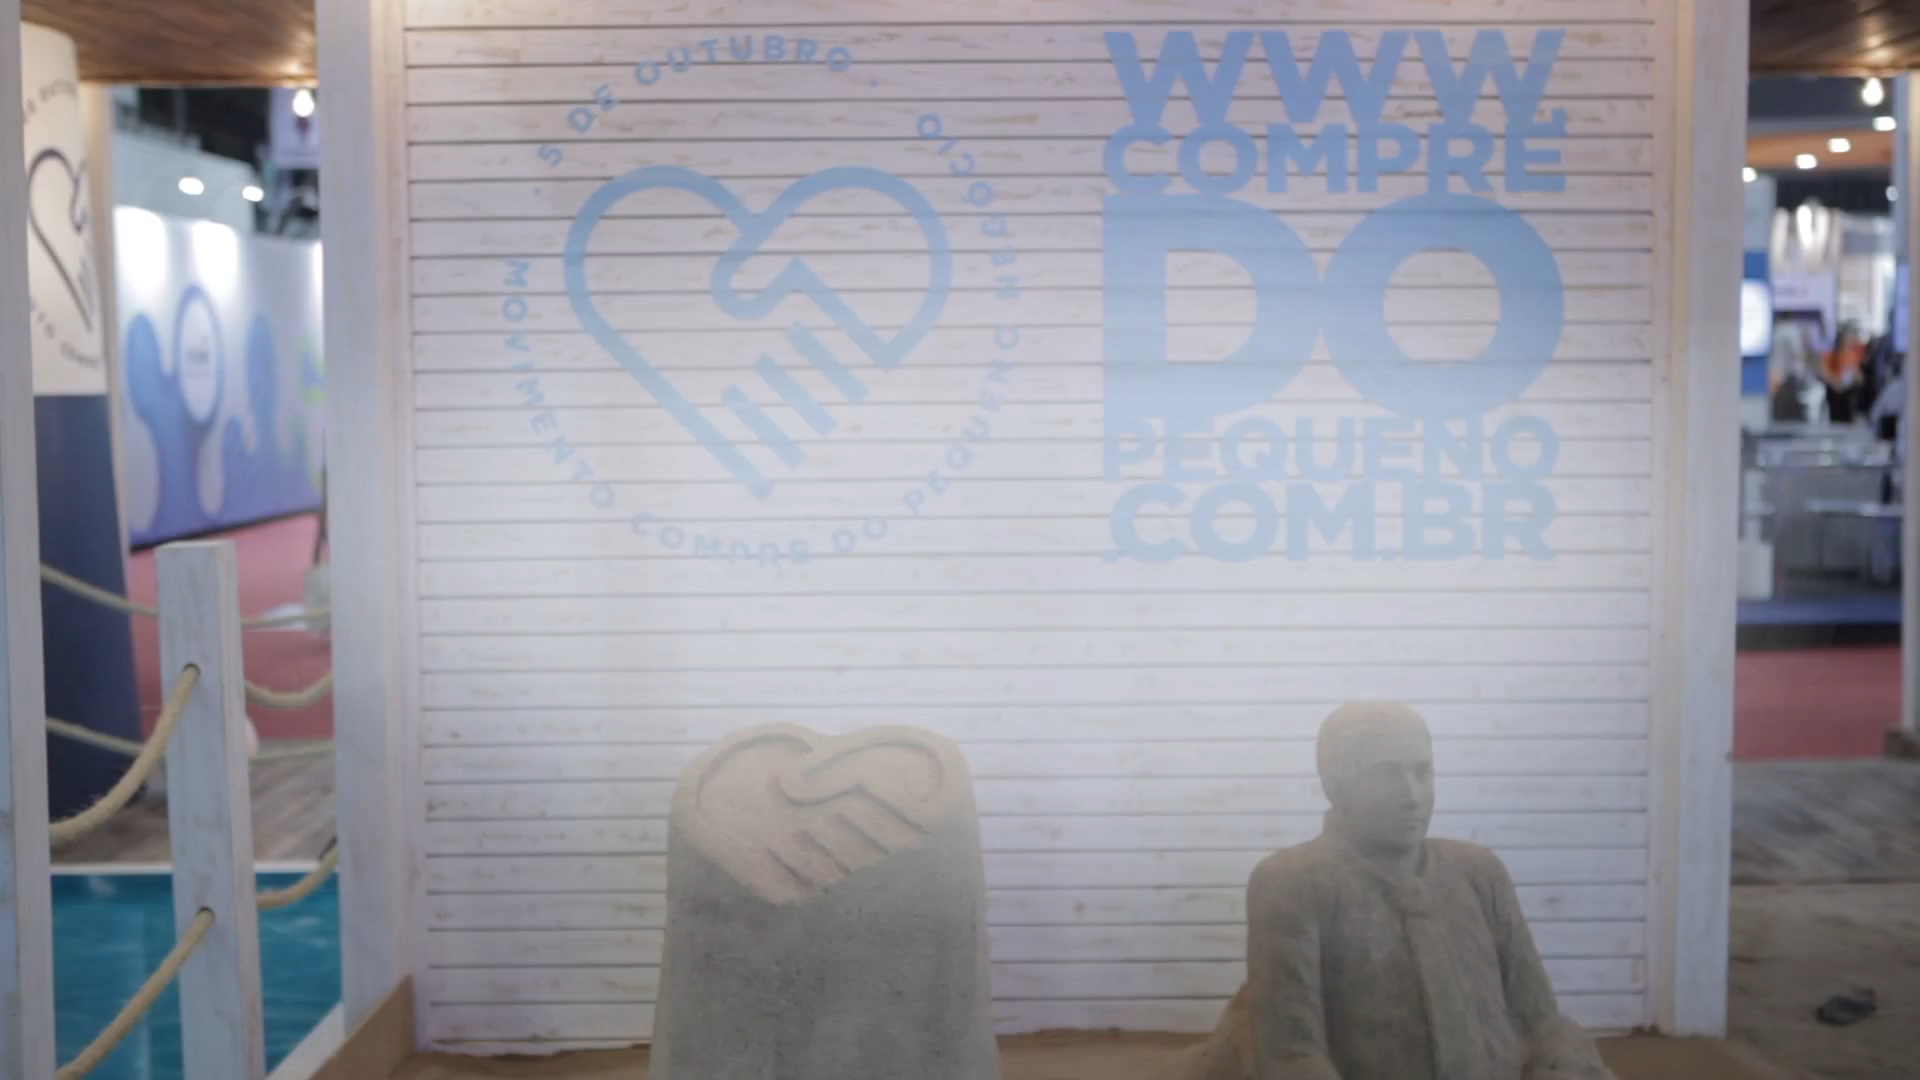 · 5 DE OUTUBRO ·
MOVIMENTO COMPRE DO PEQUENO NEGÓCIO
WWW.
COMPRE
DO
PEQUENO
.COM.BR